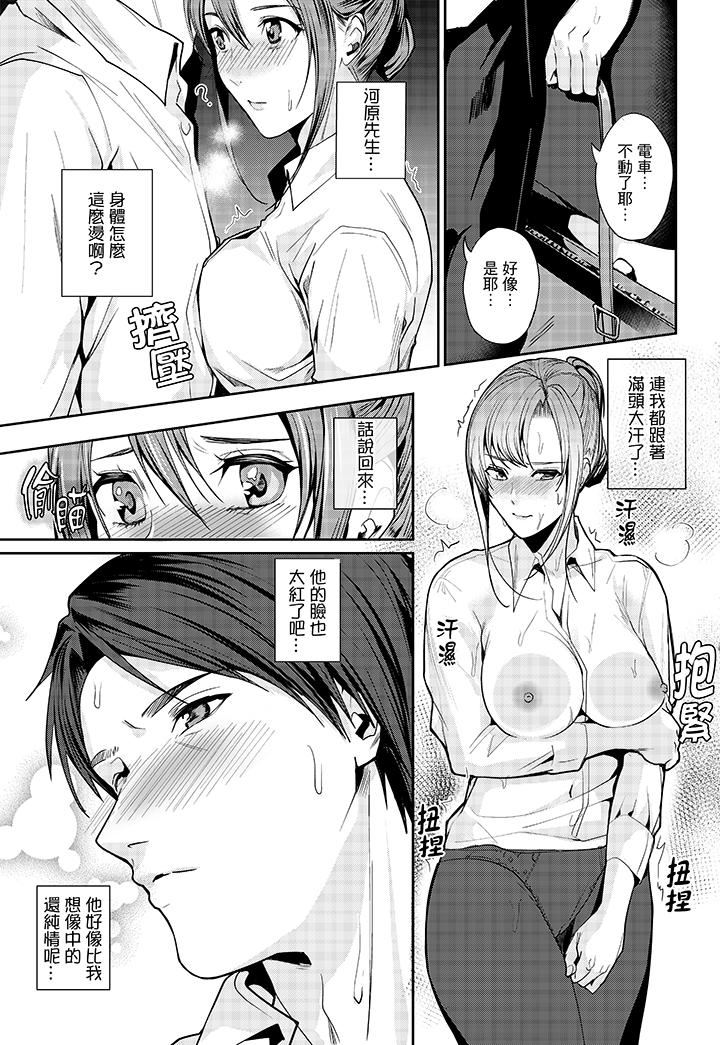 電車…
不動了耶…
好像…
是耶…
河原先生…
身體怎麼
這麼燙啊？
擠壓
連我都跟著
滿頭大汗了…
汗濕
汗濕
抱緊
扭捏
扭捏
話說回來…
偷瞄
他的臉也
太紅了吧…
他好像比我
想像中的
還純情呢…